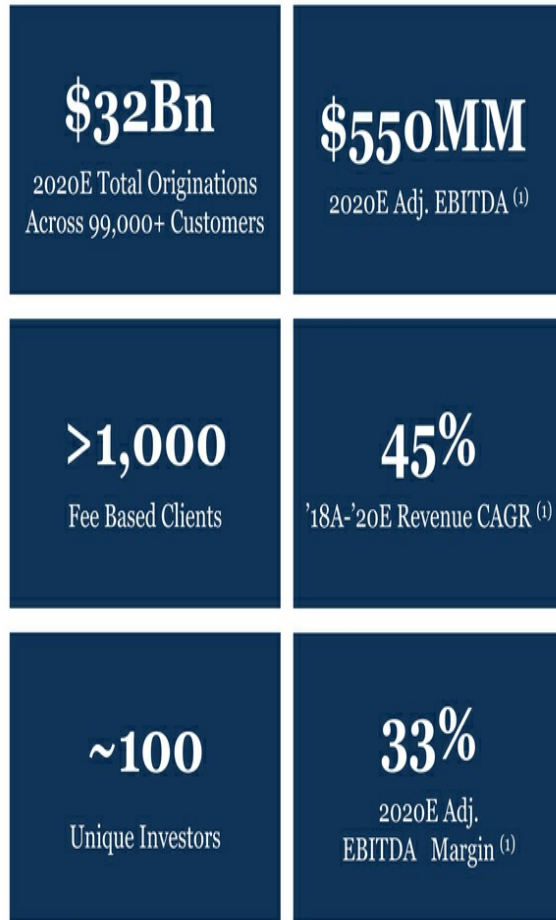 $32Bn
2020E Total Originations
Across 99,000+ Customers
$550MM
2020E Adj. EBITDA (1)
>1,000
Fee Based Clients
45%
'18A-'20E Revenue CAGR (1)
~100
Unique Investors
33%
2020E Adj.
EBITDA Margin (1)